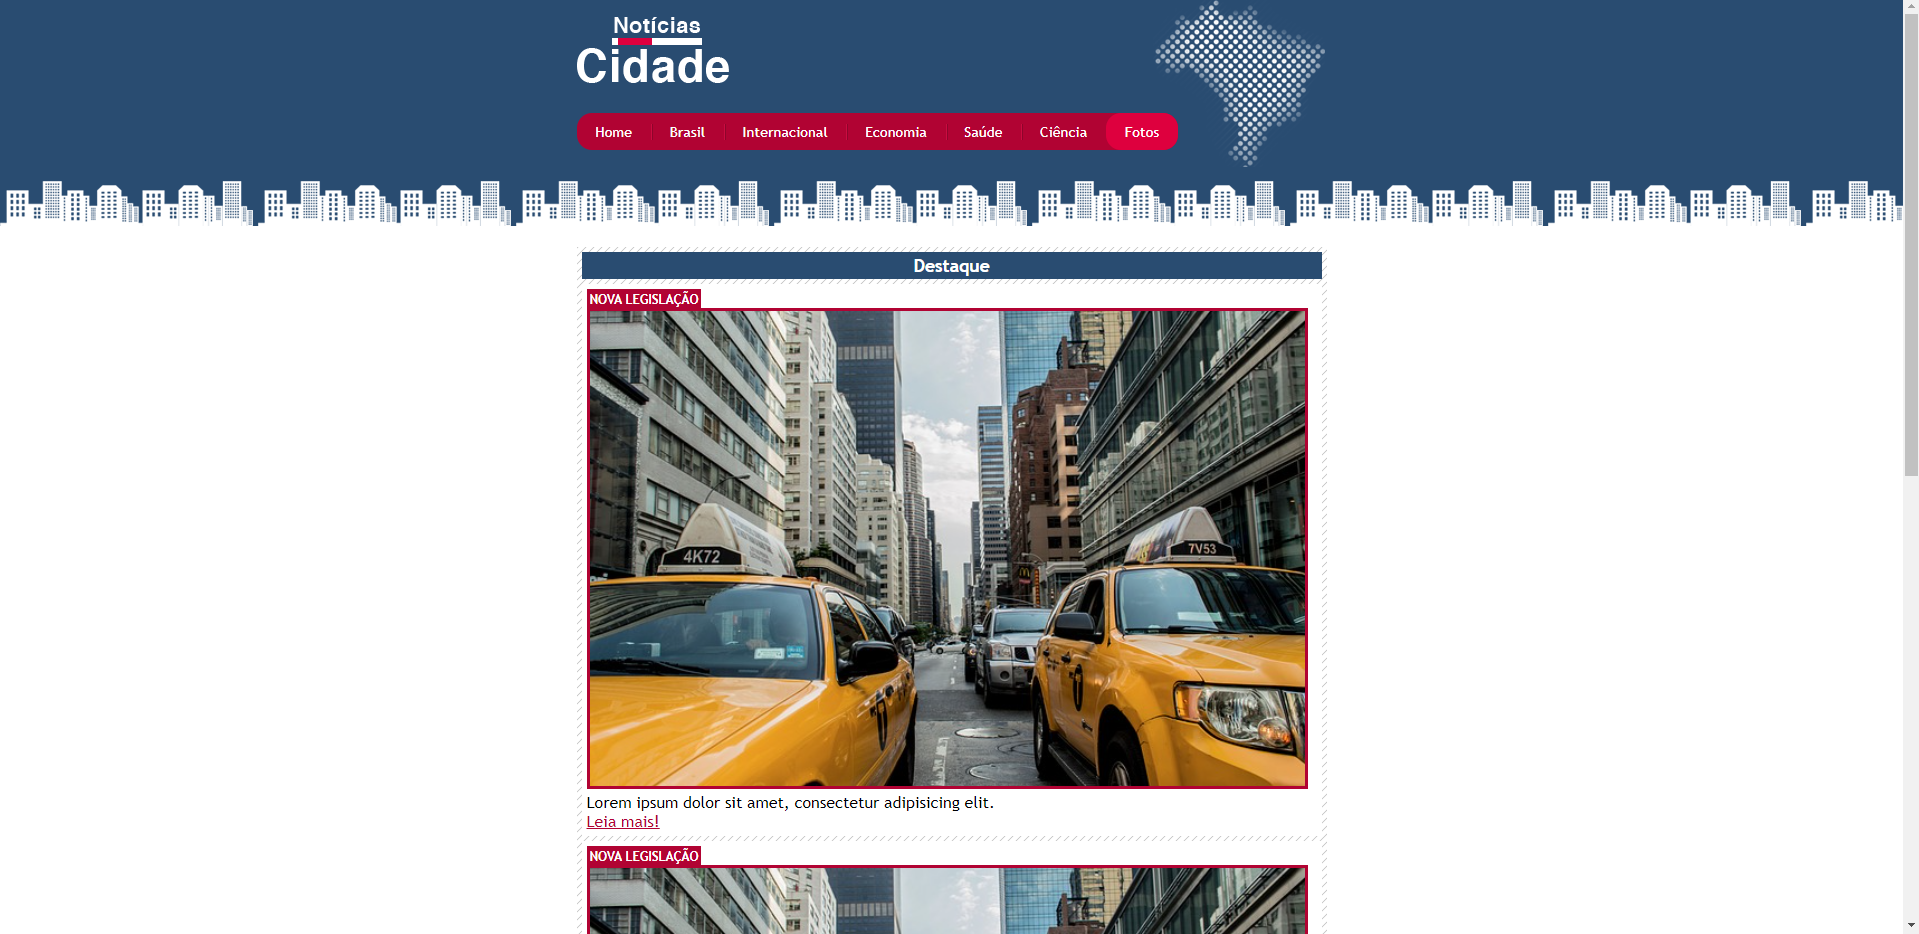 Notícias
Cidade
Home Brasil Internacional Economia Saúde Ciência Fotos
Destaque
NOVA LEGISLAÇÃO
4K72
7V53
Lorem ipsum dolor sit amet, consectetur adipisicing elit.
Leia mais!
NOVA LEGISLAÇÃO